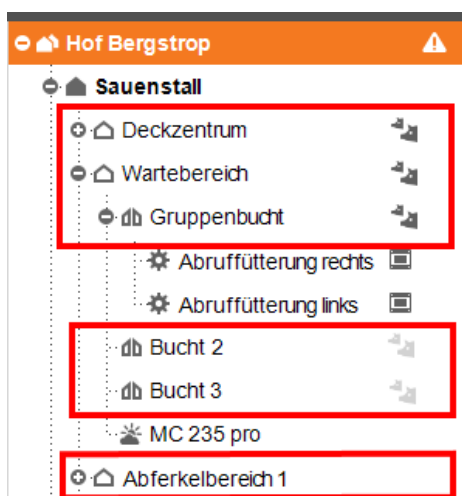 Hof Bergstrop
Sauenstall
Deckzentrum
Wartebereich
Gruppenbucht
Abruffütterung rechts
Abruffütterung links
Bucht 2
Bucht 3
MC 235 pro
Abferkelbereich 1